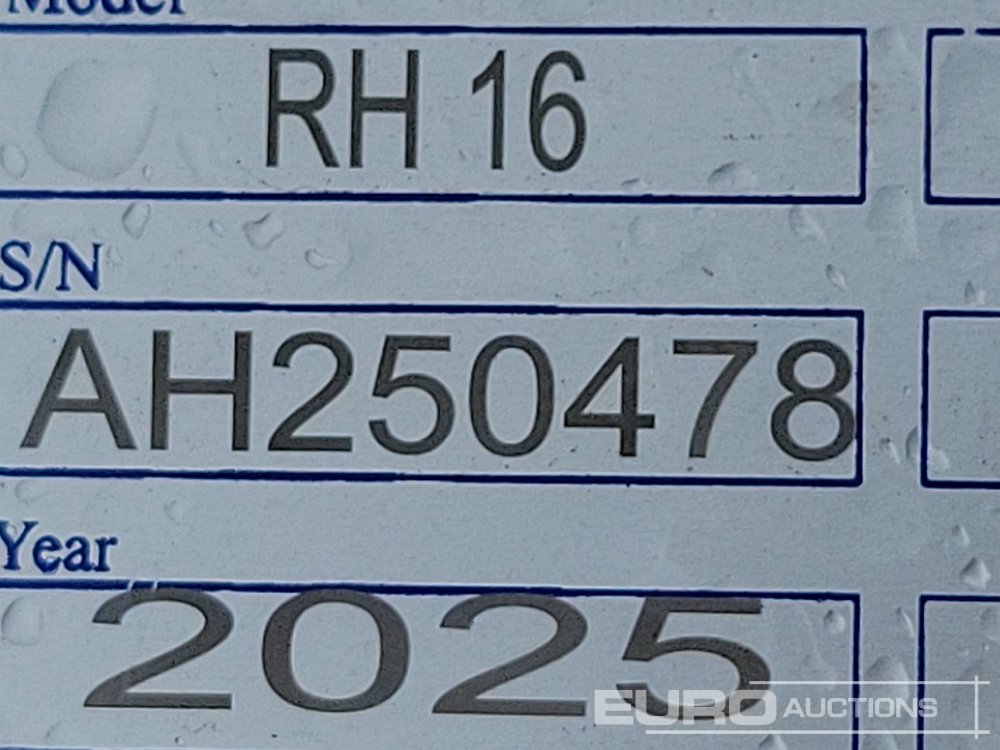 Model
RH 16
S/N
AH250478
Year
2025
EURO AUCTIONS